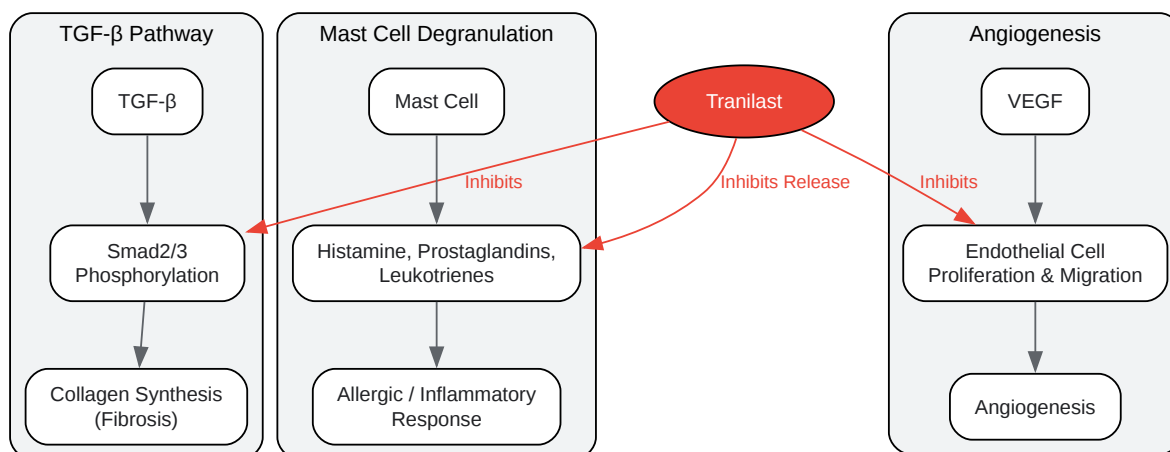 TGF-β Pathway
TGF-β
Smad2/3
Phosphorylation
Collagen Synthesis
(Fibrosis)
Mast Cell Degranulation
Mast Cell
Histamine, Prostaglandins,
Leukotrienes
Allergic / Inflammatory
Response
Tranilast
Inhibits
Inhibits Release
Inhibits
Angiogenesis
VEGF
Endothelial Cell
Proliferation & Migration
Angiogenesis